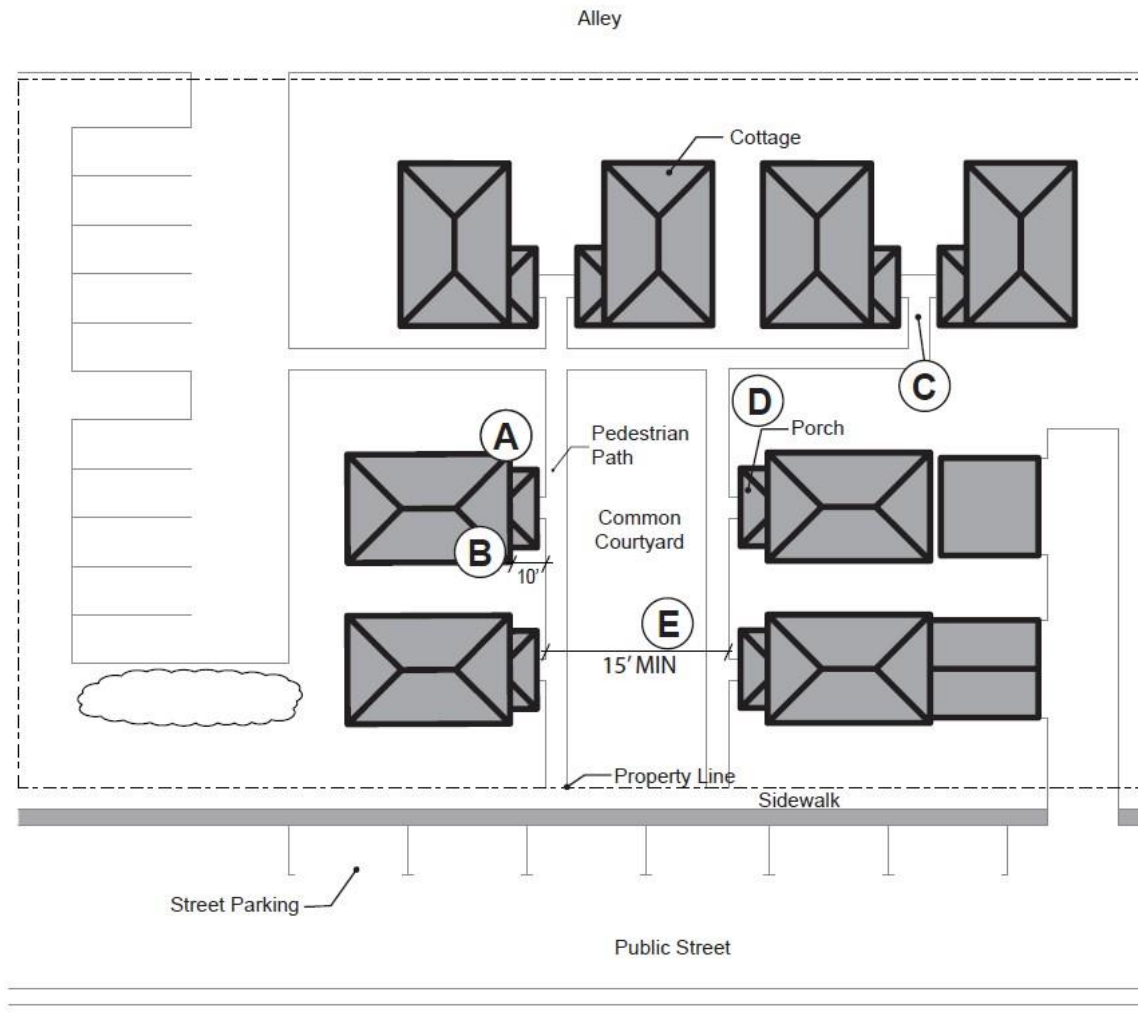 Alley
Cottage
C
D
A
Porch
Pedestrian
Path
Common
Courtyard
B
10'
E
15' MIN
Property Line
Sidewalk
Street Parking
Public Street